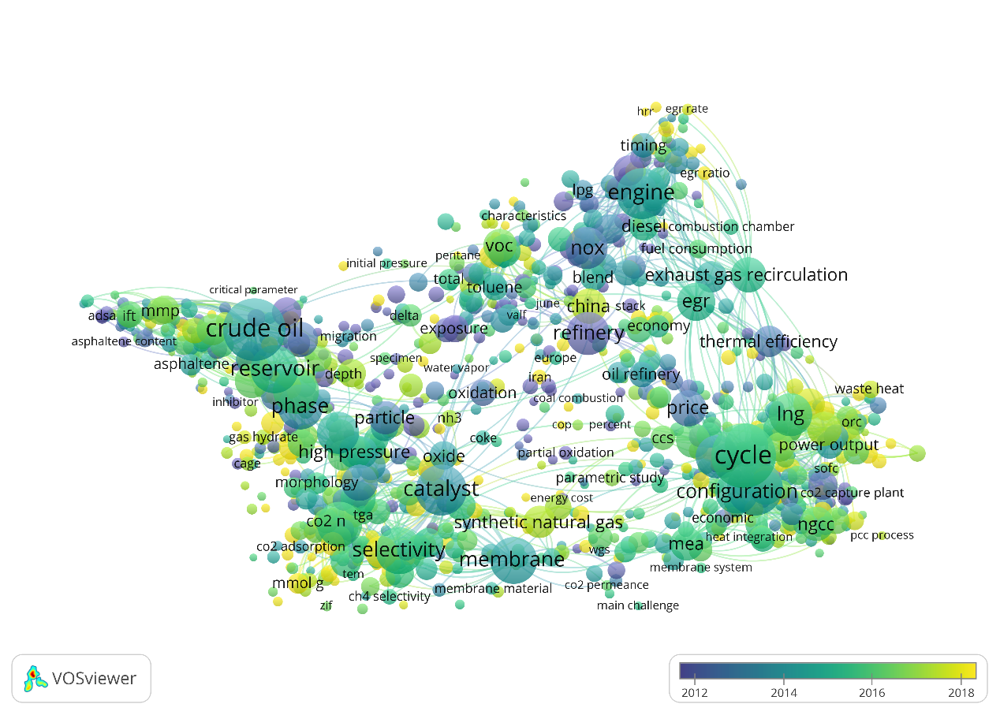 hrr
egr rate
timing
egr ratio
lpg
engine
characteristics
diesel
combustion chamber
voc
nox
fuel consumption
pentane
initial pressure
total
toluene
blend
exhaust gas recirculation
critical parameter
june
china
stack
egr
adsa
ift
mmp
delta
valf
crude oil
exposure
refinery
economy
asphaltene content
migration
thermal efficiency
asphaltene
reservoir
depth
specimen
water vapor
europe
iran
oil refinery
waste heat
oxidation
inhibitor
phase
coal combustion
price
particle
nh3
lng
orc
cop
percent
gas hydrate
coke
ccs
power output
high pressure
oxide
partial oxidation
cycle
cage
sofc
morphology
catalyst
parametric study
configuration
co2 capture plant
energy cost
co2 n
tga
synthetic natural gas
economic
ngcc
heat integration
pcc process
co2 adsorption
selectivity
wgs
mea
membrane
membrane system
tem
mmol g
ch4 selectivity
membrane material
co2 permeance
zif
main challenge
VOSviewer
2012
2014
2016
2018